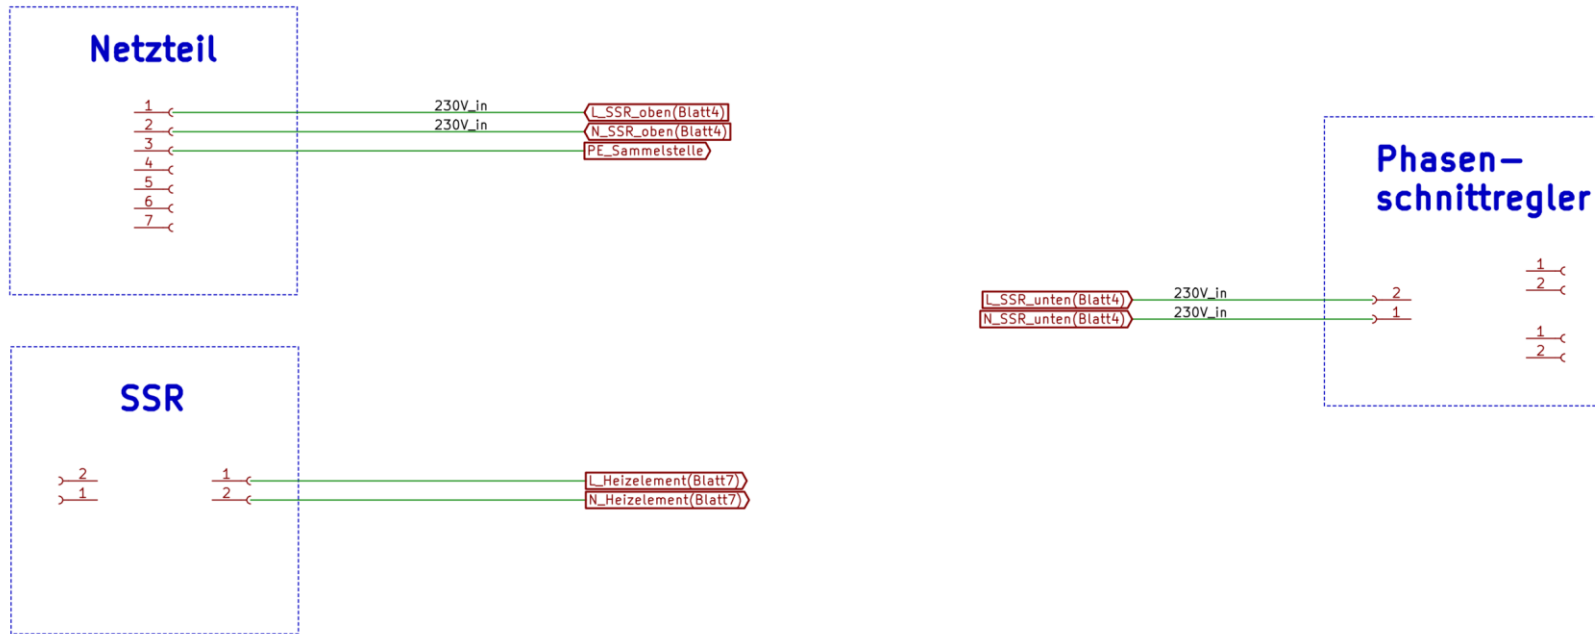 Netzteil
1 230V_in L_SSR_oben(Blatt4)
2 230V_in N_SSR_oben(Blatt4)
3 PE_Sammelstelle
4
5
6
7
Phasen-
schnittregler
1
2
L_SSR_unten(Blatt4) 230V_in 2
N_SSR_unten(Blatt4) 230V_in 1
1
2
SSR
2 1 L_Heizelement(Blatt7)
1 2 N_Heizelement(Blatt7)